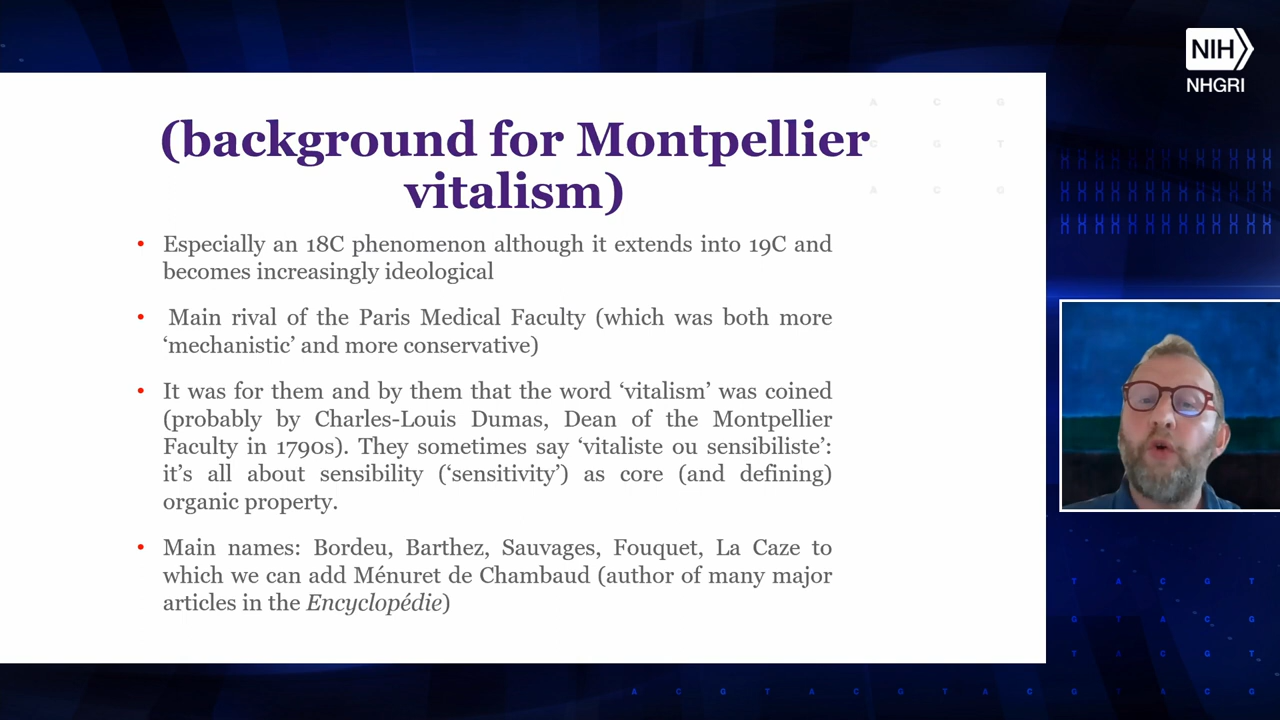 NIH
NHGRI
(background for Montpellier
vitalism)
• Especially an 18C phenomenon although it extends into 19C and
becomes increasingly ideological
• Main rival of the Paris Medical Faculty (which was both more
‘mechanistic’ and more conservative)
• It was for them and by them that the word ‘vitalism’ was coined
(probably by Charles-Louis Dumas, Dean of the Montpellier
Faculty in 1790s). They sometimes say ‘vitaliste ou sensibiliste’:
it’s all about sensibility (‘sensitivity’) as core (and defining)
organic property.
• Main names: Bordeu, Barthez, Sauvages, Fouquet, La Caze to
which we can add Ménuret de Chambaud (author of many major
articles in the Encyclopédie)
A C G
C G T
A C G
T A C G T
G T A C G
T A C G T
A C G T A C G T A C G T A C G